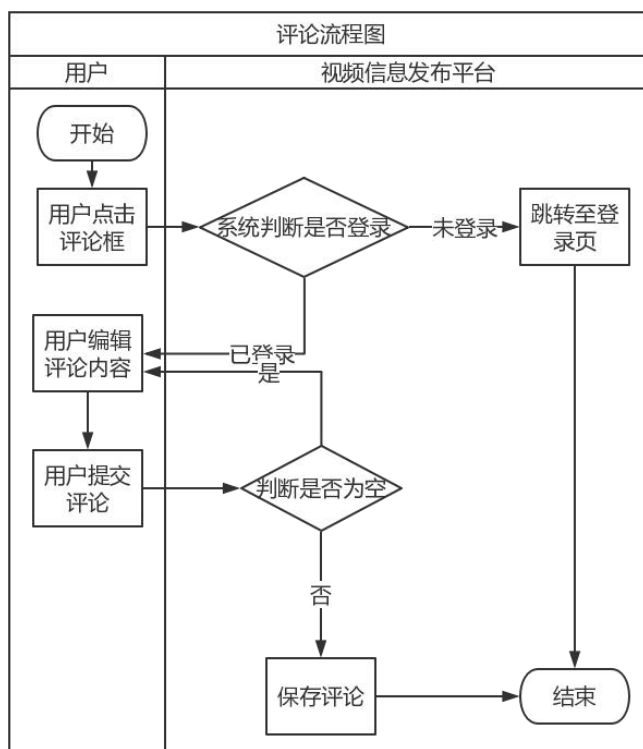 评论流程图
用户
视频信息发布平台
开始
用户点击
评论框
系统判断是否登录
未登录
跳转至登
录页
用户编辑
评论内容
已登录
是
用户提交
评论
判断是否为空
否
保存评论
结束